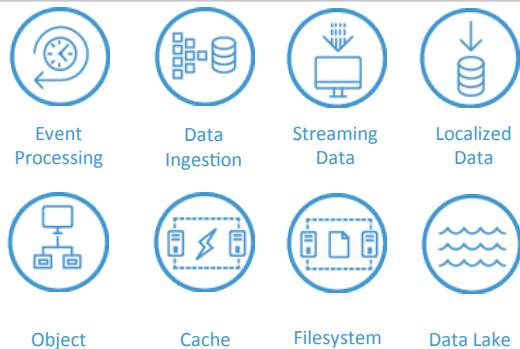 Event
Processing
Data
Ingestion
Streaming
Data
Localized
Data
Object
Cache
Filesystem
Data Lake